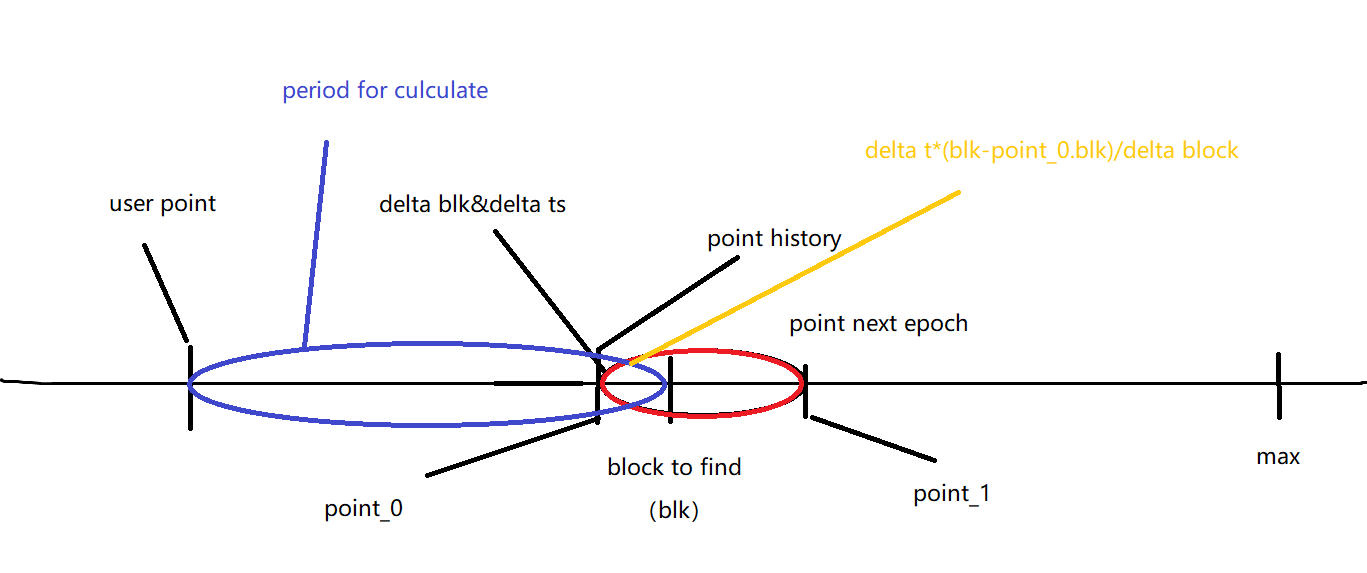 period for culculate
delta t*(blk-point_0.blk)/delta block
user point
delta blk&delta ts
point history
point next epoch
block to find
（blk）
max
point_0
point_1